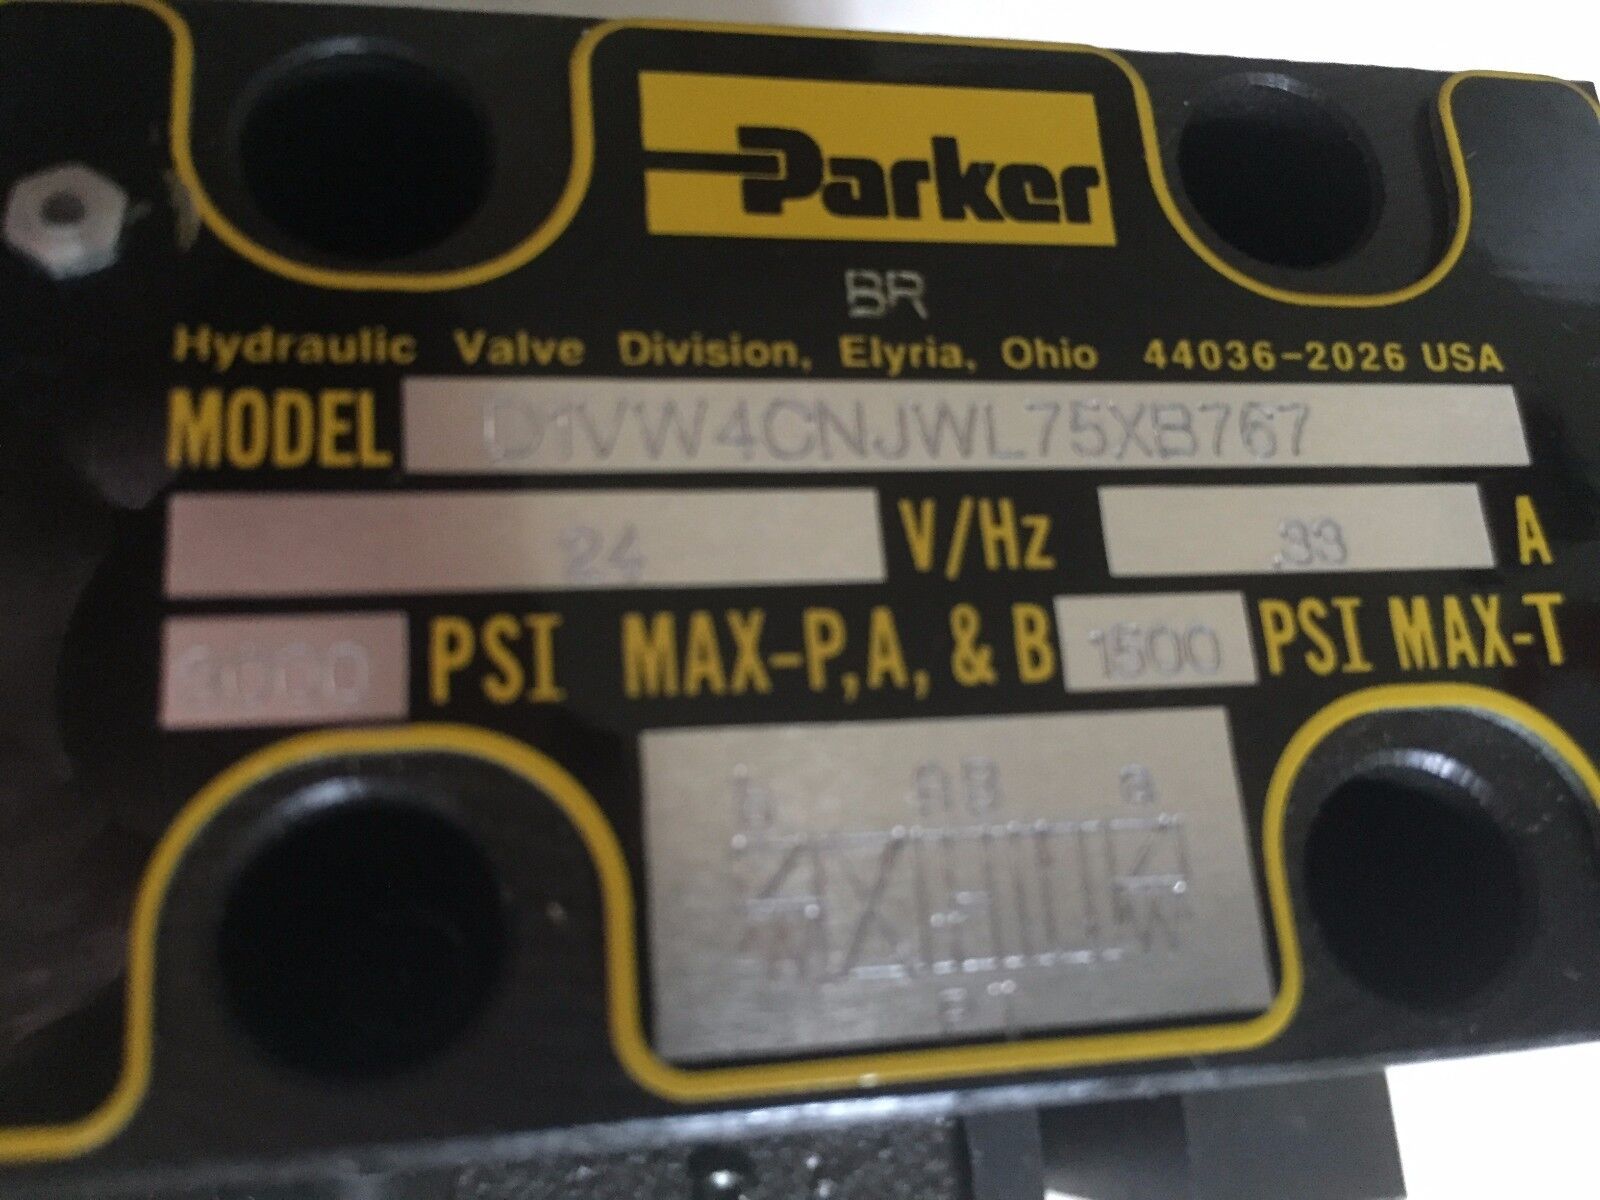 Parker
BR
Hydraulic Valve Division, Elyria, Ohio 44036-2026 USA
MODEL D1VW4CNJWL75XB767
24 V/Hz .33 A
PSI MAX-P,A, & B 1500 PSI MAX-T
b A B a
P T